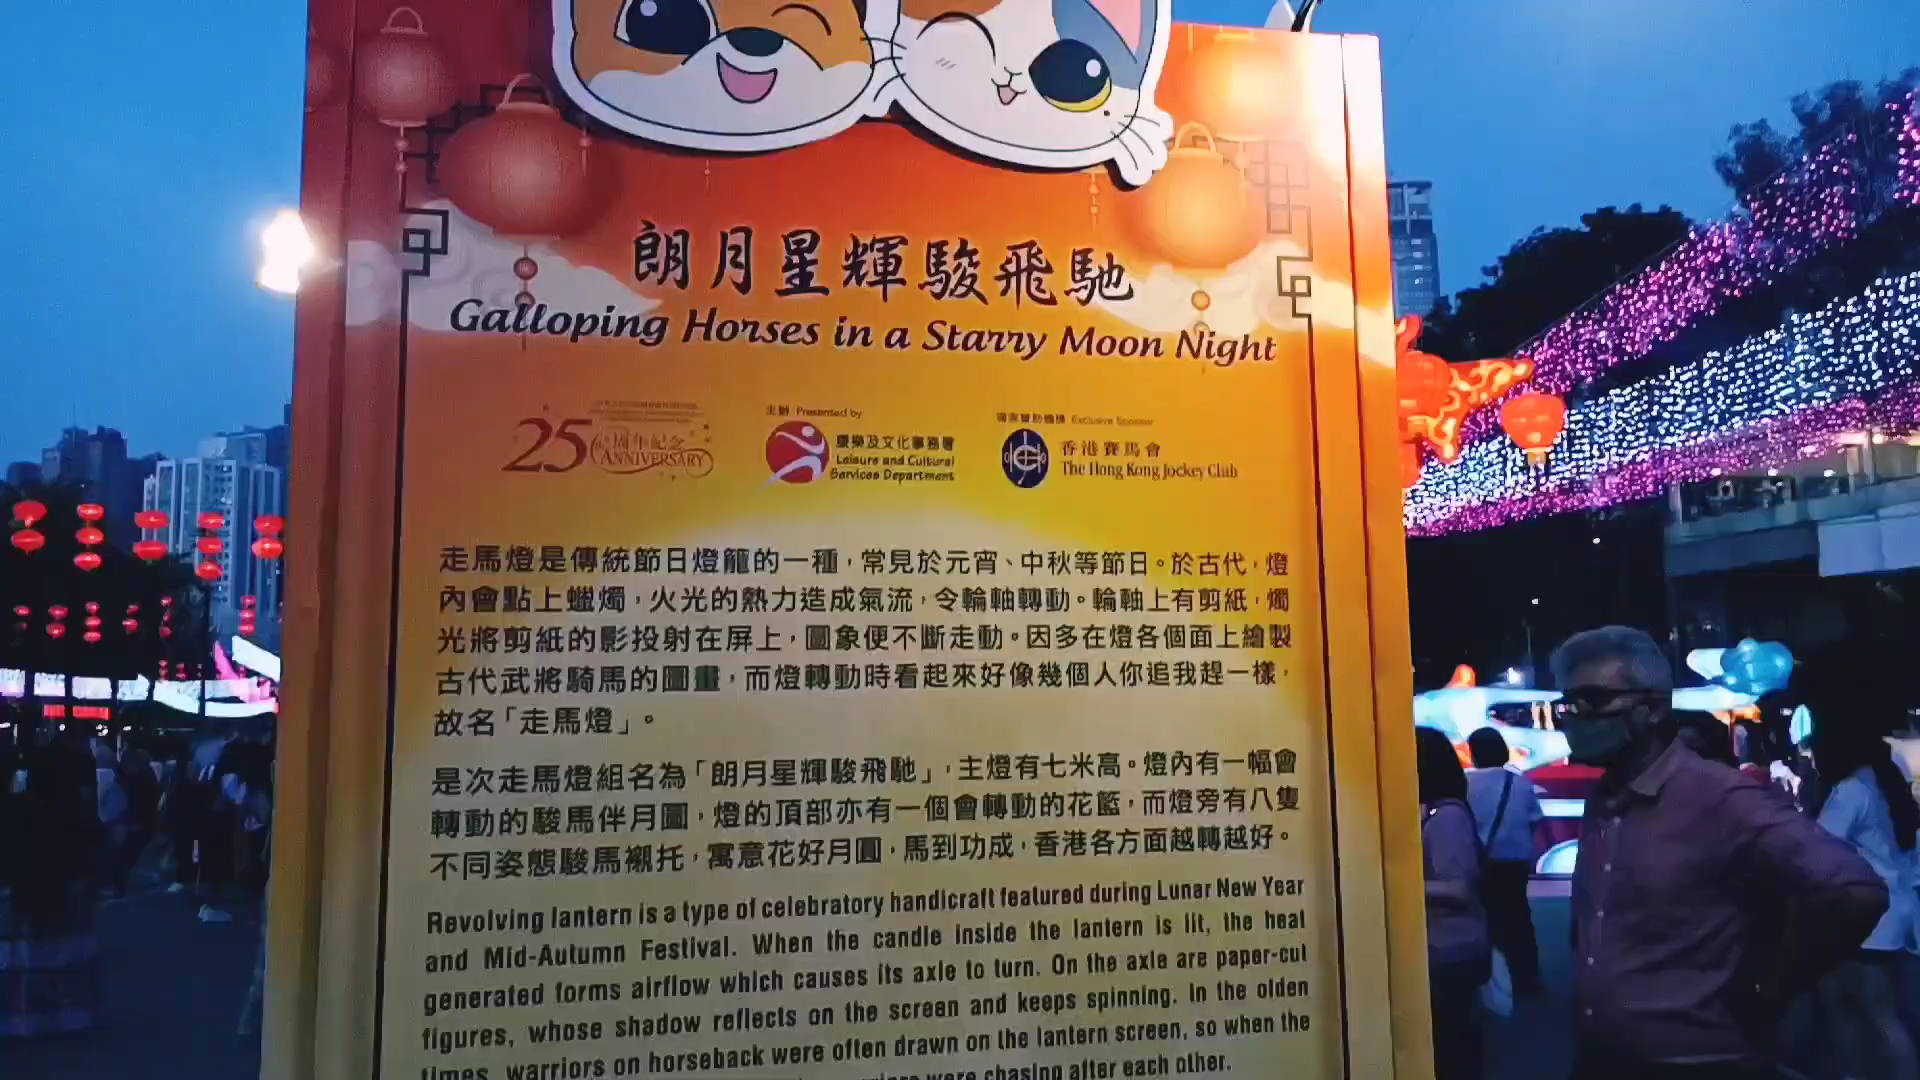 朗月星輝駿飛馳
Galloping Horses in a Starry Moon Night
25周年紀念
ANNIVERSARY
主辦 Presented by
康樂及文化事務署
Leisure and Cultural
Services Department
獨家贊助機構 Exclusive Sponsor
香港賽馬會
The Hong Kong Jockey Club
走馬燈是傳統節日燈籠的一種，常見於元宵、中秋等節日。於古代，燈
內會點上蠟燭，火光的熱力造成氣流，令輪軸轉動。輪軸上有剪紙，燭
光將剪紙的影投射在屏上，圖象便不斷走動。因多在燈各個面上繪製
古代武將騎馬的圖畫，而燈轉動時看起來好像幾個人你追我趕一樣，
故名「走馬燈」。
是次走馬燈組名為「朗月星輝駿飛馳」，主燈有七米高。燈內有一幅會
轉動的駿馬伴月圖，燈的頂部亦有一個會轉動的花籃，而燈旁有八隻
不同姿態駿馬襯托，寓意花好月圓，馬到功成，香港各方面越轉越好。
Revolving lantern is a type of celebratory handicraft featured during Lunar New Year
and Mid-Autumn Festival. When the candle inside the lantern is lit, the heat
generated forms airflow which causes its axle to turn. On the axle are paper-cut
figures, whose shadow reflects on the screen and keeps spinning. In the olden
times, warriors on horseback were often drawn on the lantern screen, so when the
were chasing after each other.